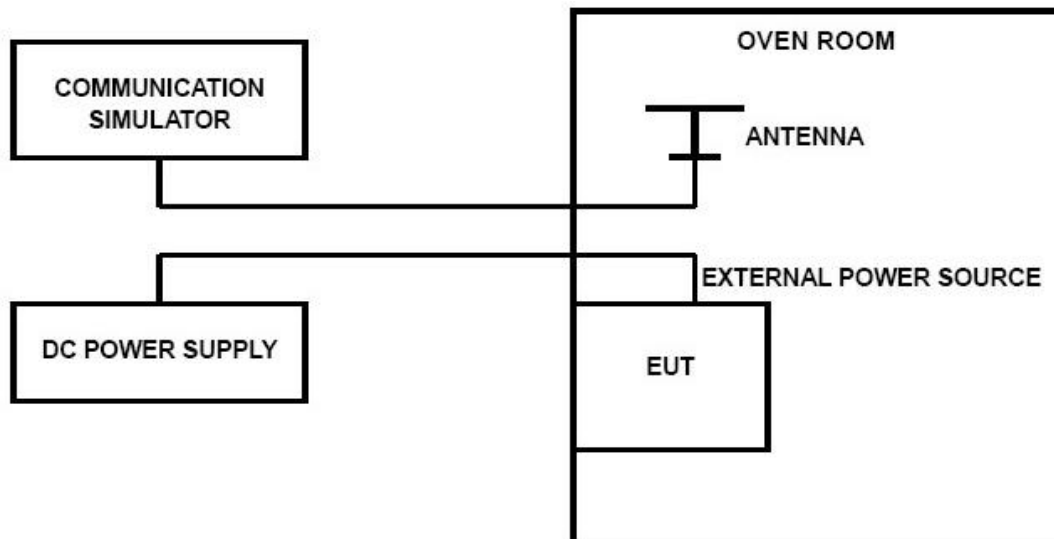 OVEN ROOM
COMMUNICATION
SIMULATOR
ANTENNA
EXTERNAL POWER SOURCE
DC POWER SUPPLY
EUT